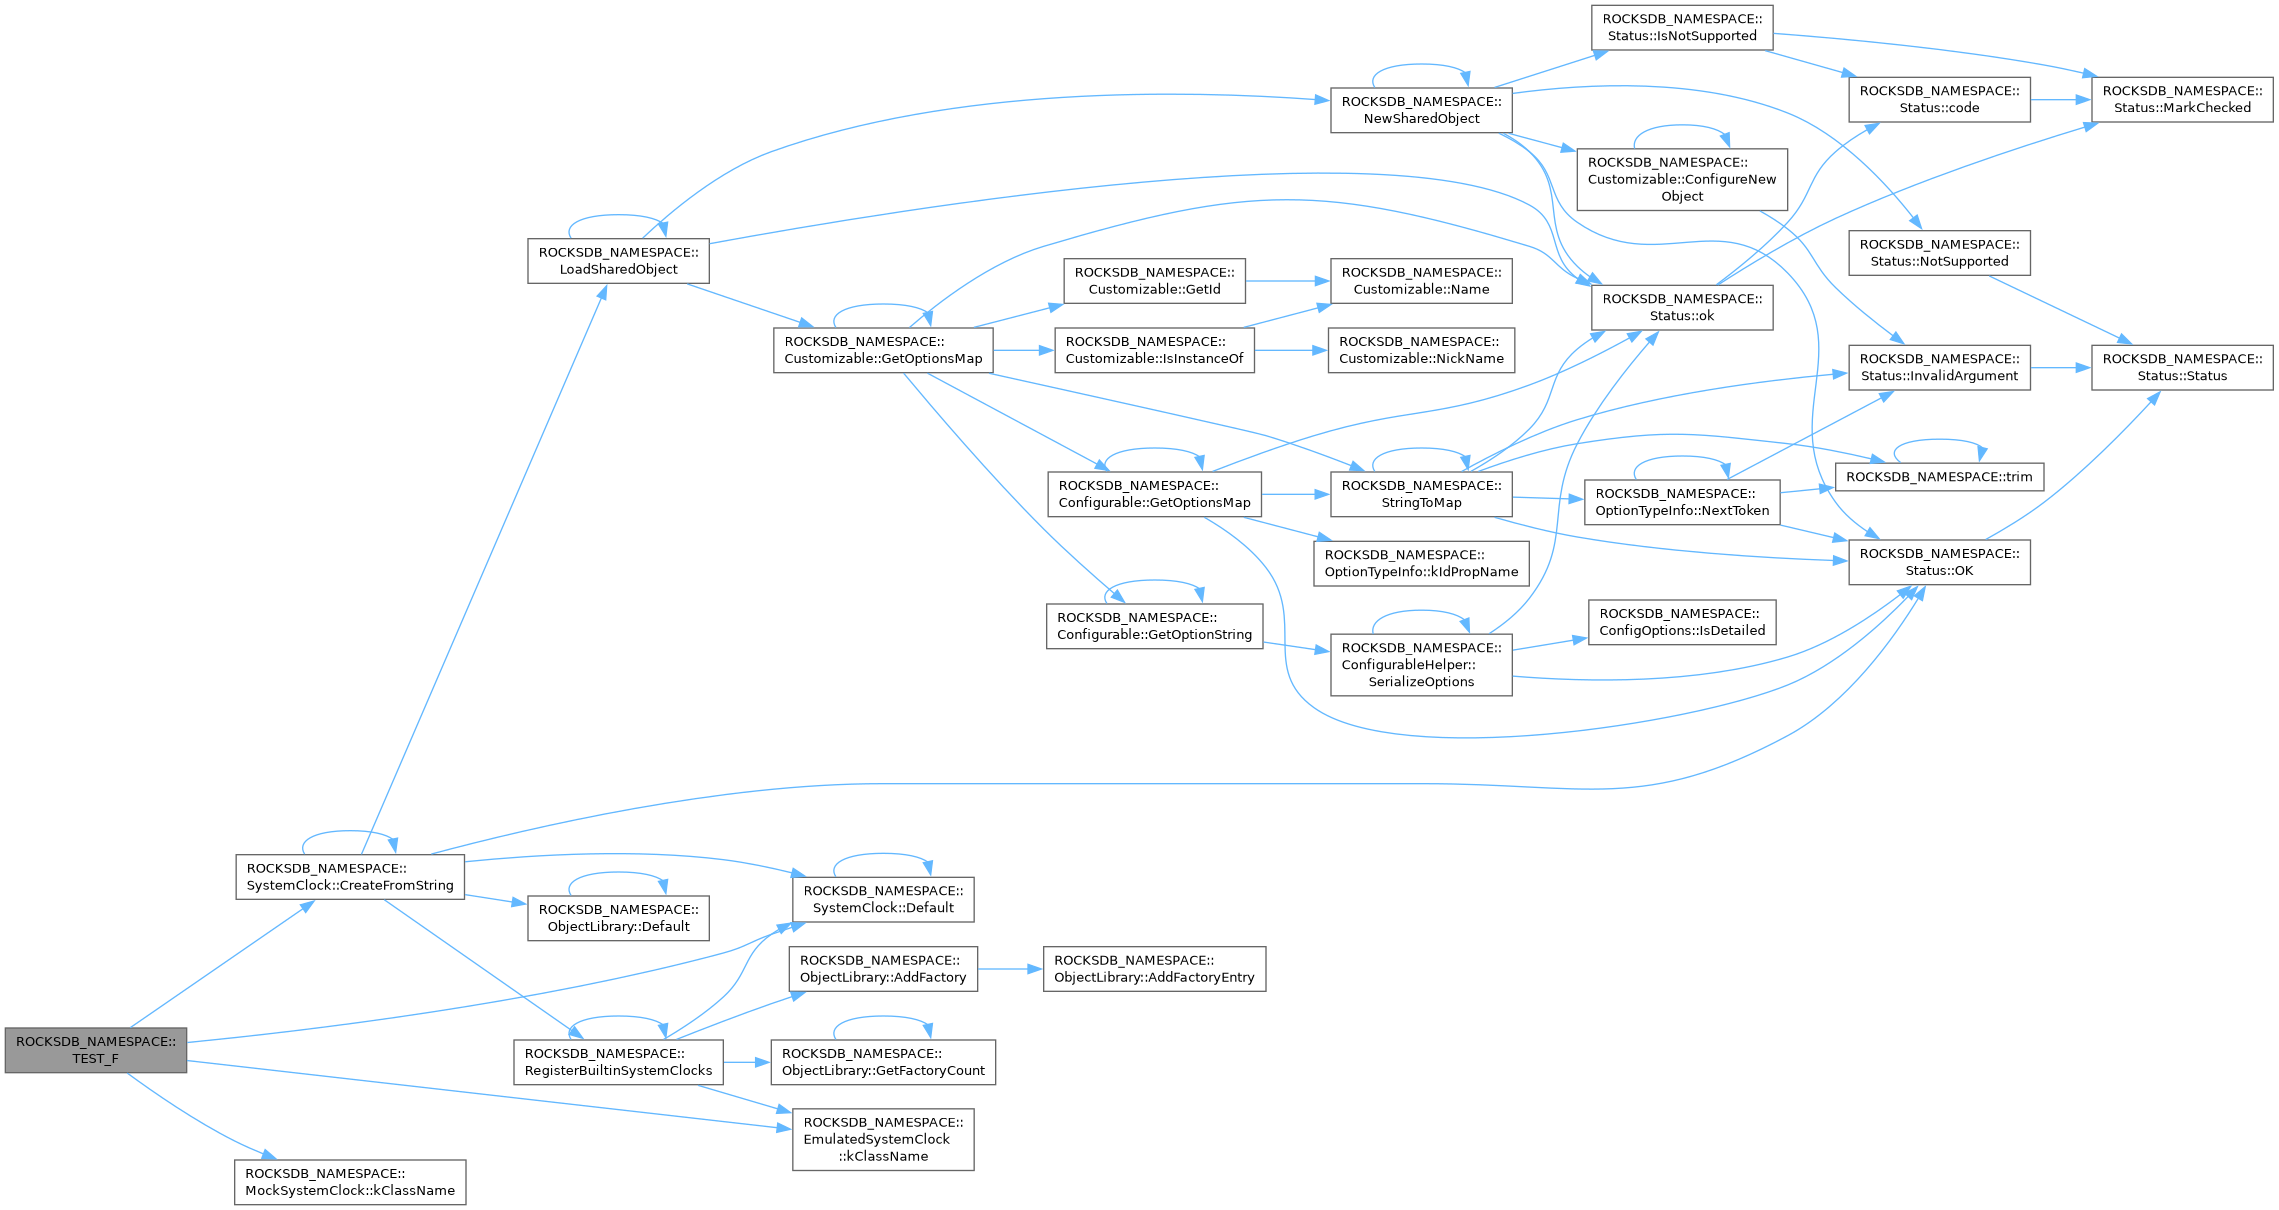 ROCKSDB_NAMESPACE::
TEST_F
ROCKSDB_NAMESPACE::
SystemClock::CreateFromString
ROCKSDB_NAMESPACE::
MockSystemClock::kClassName
ROCKSDB_NAMESPACE::
LoadSharedObject
ROCKSDB_NAMESPACE::
ObjectLibrary::Default
ROCKSDB_NAMESPACE::
RegisterBuiltinSystemClocks
ROCKSDB_NAMESPACE::
Customizable::GetOptionsMap
ROCKSDB_NAMESPACE::
SystemClock::Default
ROCKSDB_NAMESPACE::
ObjectLibrary::AddFactory
ROCKSDB_NAMESPACE::
ObjectLibrary::GetFactoryCount
ROCKSDB_NAMESPACE::
EmulatedSystemClock
::kClassName
ROCKSDB_NAMESPACE::
Customizable::GetId
ROCKSDB_NAMESPACE::
Customizable::IsInstanceOf
ROCKSDB_NAMESPACE::
Configurable::GetOptionsMap
ROCKSDB_NAMESPACE::
Configurable::GetOptionString
ROCKSDB_NAMESPACE::
ObjectLibrary::AddFactoryEntry
ROCKSDB_NAMESPACE::
NewSharedObject
ROCKSDB_NAMESPACE::
Customizable::Name
ROCKSDB_NAMESPACE::
Customizable::NickName
ROCKSDB_NAMESPACE::
StringToMap
ROCKSDB_NAMESPACE::
OptionTypeInfo::kIdPropName
ROCKSDB_NAMESPACE::
ConfigurableHelper::
SerializeOptions
ROCKSDB_NAMESPACE::
Status::IsNotSupported
ROCKSDB_NAMESPACE::
Customizable::ConfigureNew
Object
ROCKSDB_NAMESPACE::
Status::ok
ROCKSDB_NAMESPACE::
OptionTypeInfo::NextToken
ROCKSDB_NAMESPACE::
ConfigOptions::IsDetailed
ROCKSDB_NAMESPACE::
Status::code
ROCKSDB_NAMESPACE::
Status::NotSupported
ROCKSDB_NAMESPACE::
Status::InvalidArgument
ROCKSDB_NAMESPACE::trim
ROCKSDB_NAMESPACE::
Status::OK
ROCKSDB_NAMESPACE::
Status::MarkChecked
ROCKSDB_NAMESPACE::
Status::Status